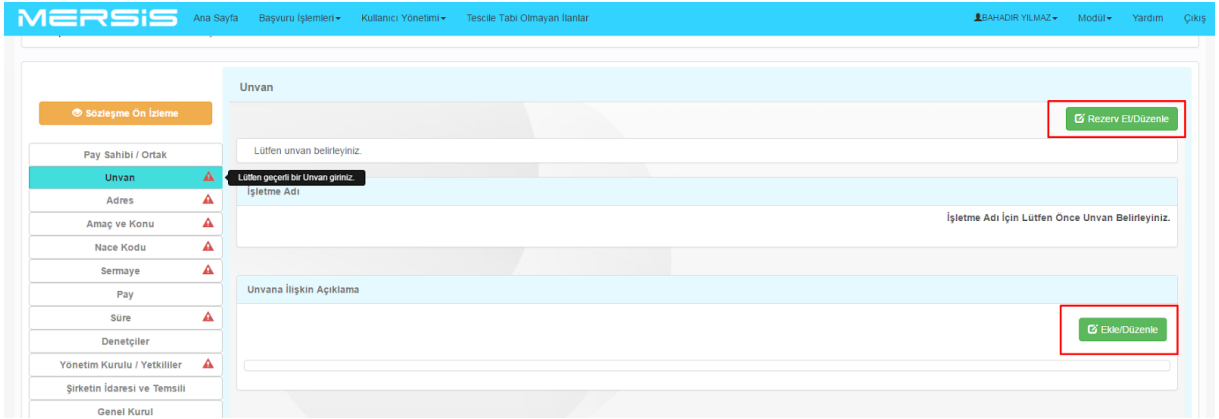 MERSiS Ana Sayfa Başvuru İşlemleri Kullanıcı Yönetimi Tescile Tabi Olmayan İlanlar BAHADIR YILMAZ Modül Yardım Çıkış
Sözleşme Ön İzleme
Pay Sahibi / Ortak
Unvan
Adres
Amaç ve Konu
Nace Kodu
Sermaye
Pay
Süre
Denetçiler
Yönetim Kurulu / Yetkililer
Şirketin İdaresi ve Temsili
Genel Kurul
Lütfen geçerli bir Unvan giriniz.
Unvan
Rezerv Et/Düzenle
Lütfen unvan belirleyiniz.
İşletme Adı
İşletme Adı İçin Lütfen Önce Unvan Belirleyiniz.
Unvana İlişkin Açıklama
Ekle/Düzenle